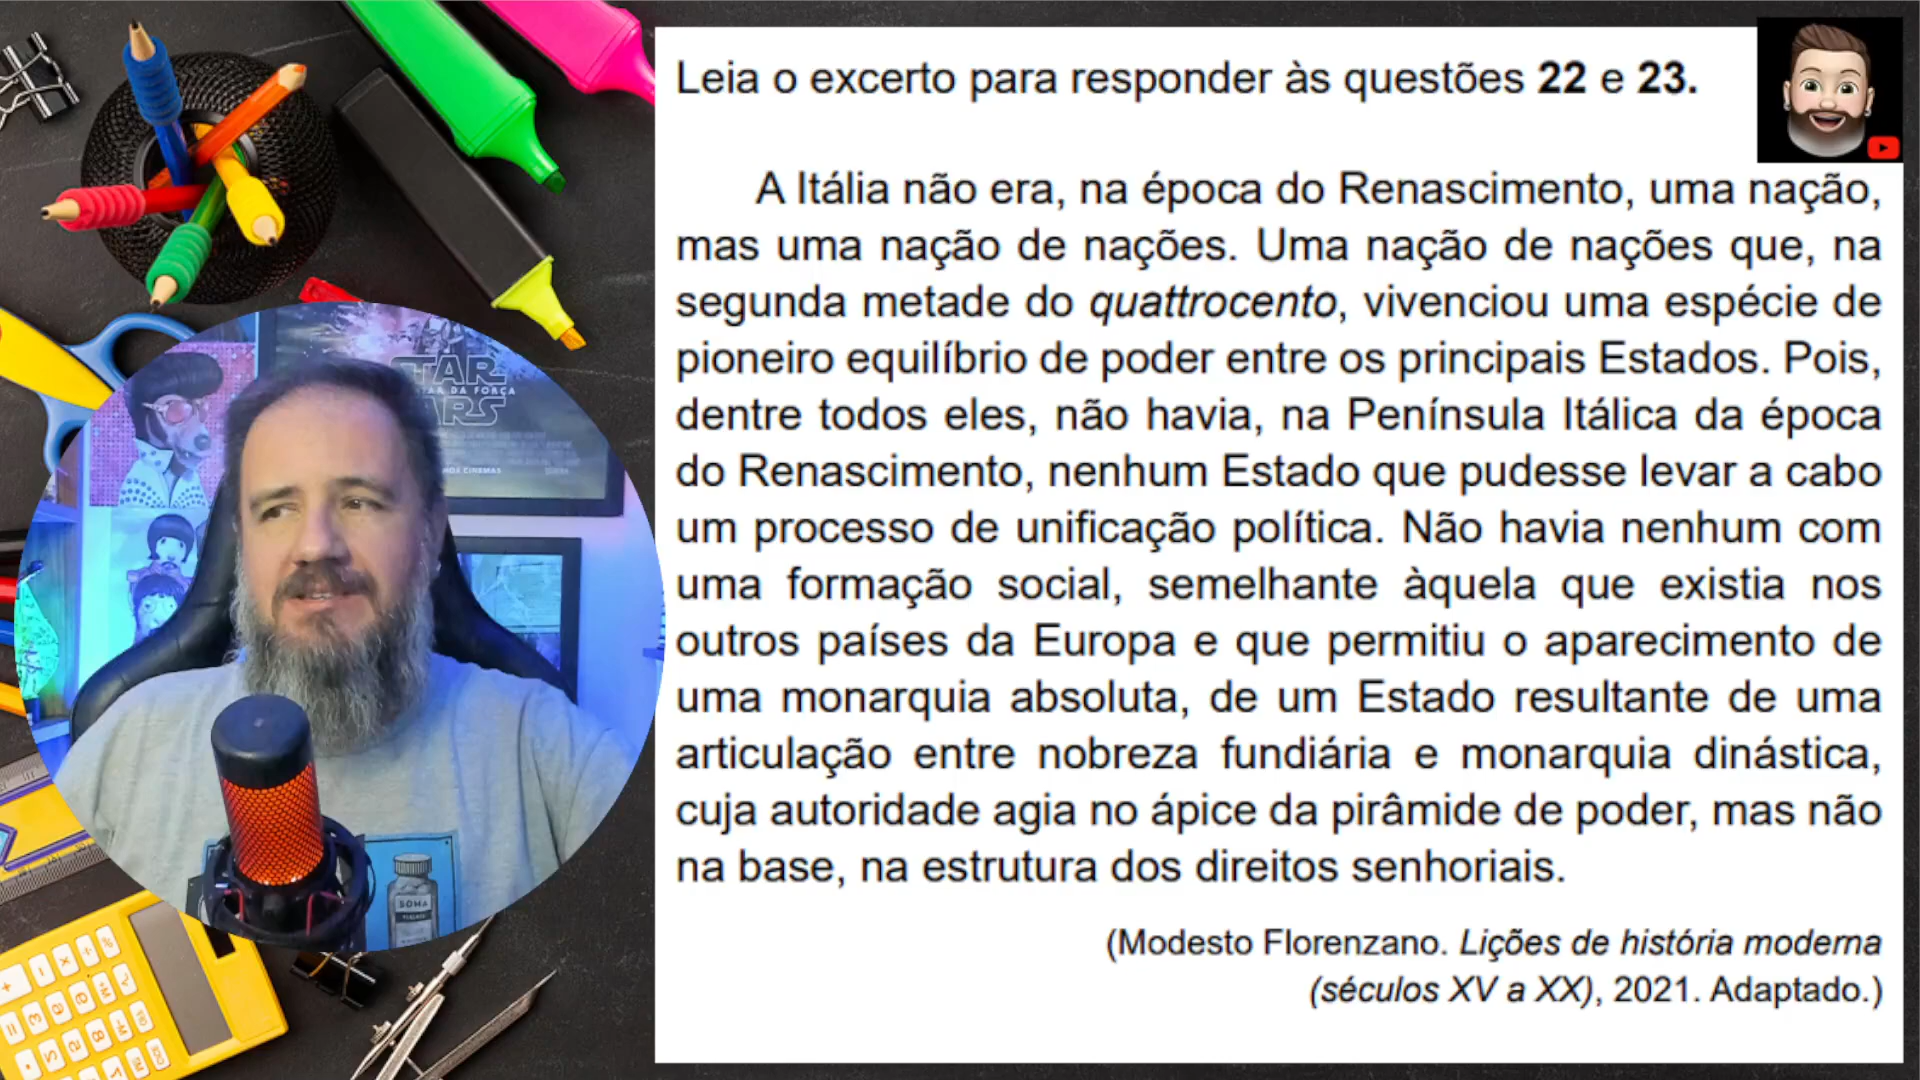 Leia o excerto para responder às questões 22 e 23.
A Itália não era, na época do Renascimento, uma nação,
mas uma nação de nações. Uma nação de nações que, na
segunda metade do quattrocento, vivenciou uma espécie de
pioneiro equilíbrio de poder entre os principais Estados. Pois,
dentre todos eles, não havia, na Península Itálica da época
do Renascimento, nenhum Estado que pudesse levar a cabo
um processo de unificação política. Não havia nenhum com
uma formação social, semelhante àquela que existia nos
outros países da Europa e que permitiu o aparecimento de
uma monarquia absoluta, de um Estado resultante de uma
articulação entre nobreza fundiária e monarquia dinástica,
cuja autoridade agia no ápice da pirâmide de poder, mas não
na base, na estrutura dos direitos senhoriais.
(Modesto Florenzano. Lições de história moderna
(séculos XV a XX), 2021. Adaptado.)
TAR
DA FORÇA
ARS
CINEMAS
SOMA